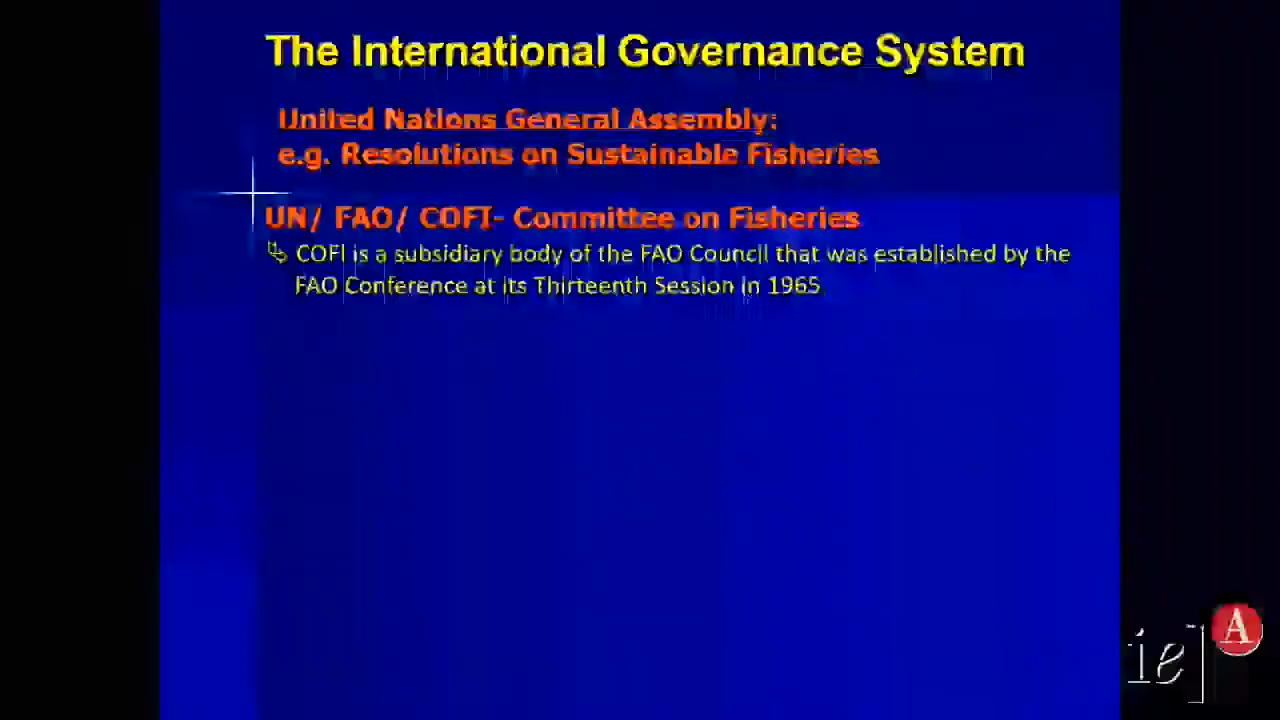 The International Governance System
United Nations General Assembly:
e.g. Resolutions on Sustainable Fisheries
UN/ FAO/ COFI- Committee on Fisheries
COFI is a subsidiary body of the FAO Council that was established by the
FAO Conference at its Thirteenth Session in 1965
ie]
A